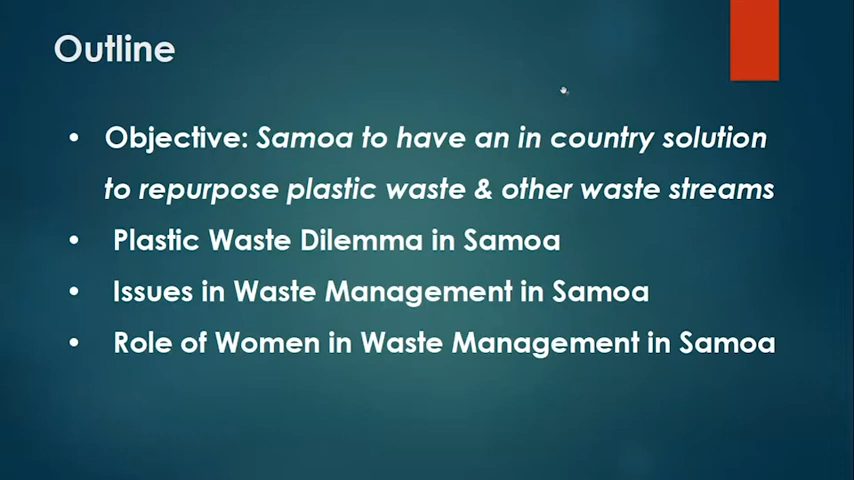 Outline
• Objective: Samoa to have an in country solution
to repurpose plastic waste & other waste streams
• Plastic Waste Dilemma in Samoa
• Issues in Waste Management in Samoa
• Role of Women in Waste Management in Samoa